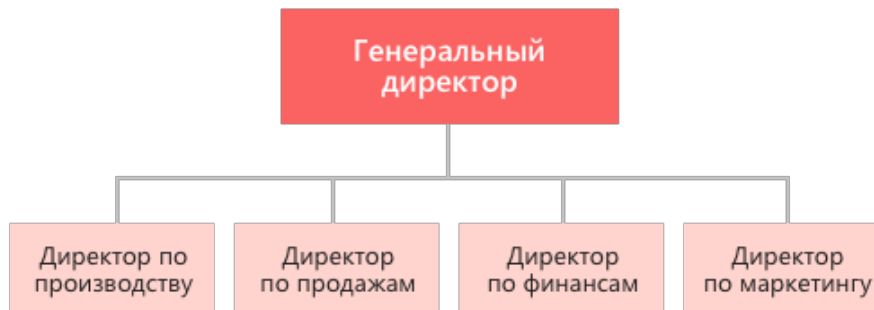 Генеральный
директор
Директор по
производству
Директор
по продажам
Директор
по финансам
Директор
по маркетингу